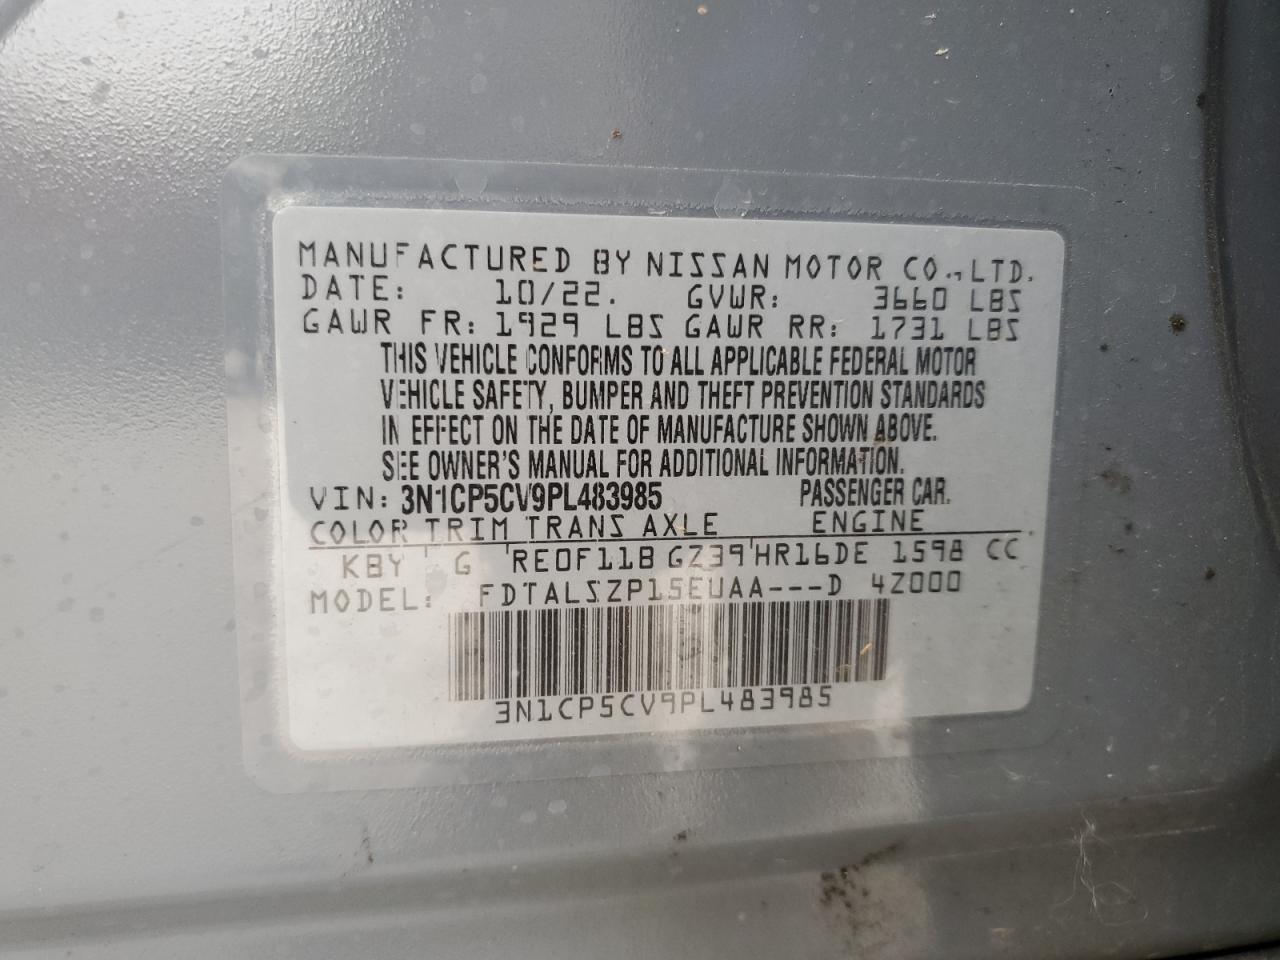 MANUFACTURED BY NISSAN MOTOR CO.,LTD.
DATE: 10/22. GVWR: 3660 LBS
GAWR FR: 1929 LBS GAWR RR: 1731 LBS
THIS VEHICLE CONFORMS TO ALL APPLICABLE FEDERAL MOTOR
VEHICLE SAFETY, BUMPER AND THEFT PREVENTION STANDARDS
IN EFFECT ON THE DATE OF MANUFACTURE SHOWN ABOVE.
SEE OWNER'S MANUAL FOR ADDITIONAL INFORMATION.
VIN: 3N1CP5CV9PL483985 PASSENGER CAR.
COLOR TRIM TRANS AXLE ENGINE
KBY G RE0F11B GZ39 HR16DE 1598 CC
MODEL: FDTALSZP15EUAA---D 4Z000
3N1CP5CV9PL483985